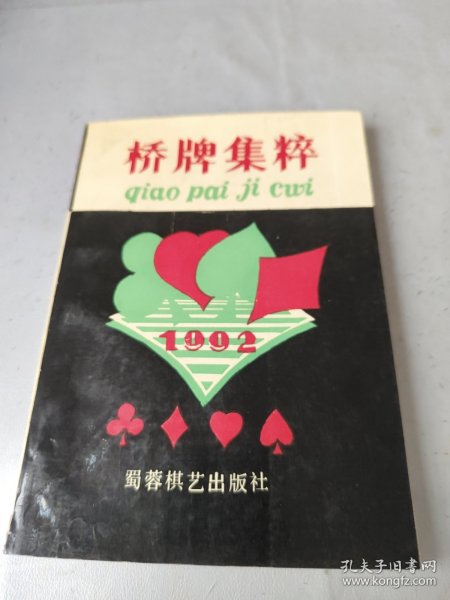 桥牌集粹
qiao pai ji cui
1992
蜀蓉棋艺出版社
孔夫子旧书网
www.kongfz.com